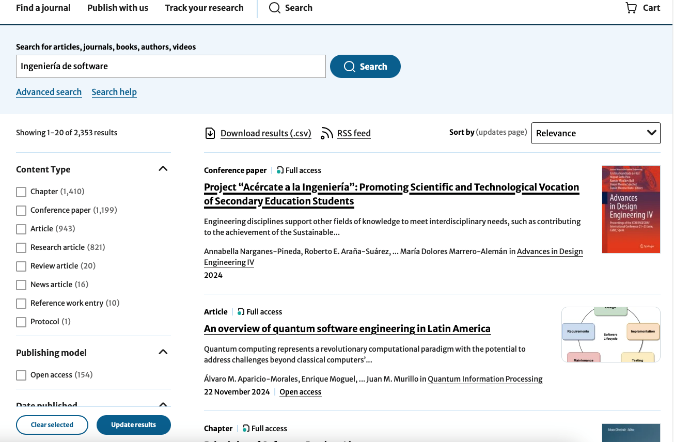 Find a journal Publish with us Track your research Search Cart
Search for articles, journals, books, authors, videos
Ingeniería de software
Search
Advanced search Search help
Showing 1–20 of 2,353 results
Download results (.csv) RSS feed
Sort by (updates page) Relevance
Content Type
Chapter (1,410)
Conference paper (1,199)
Article (943)
Research article (821)
Review article (20)
News article (16)
Reference work entry (10)
Protocol (1)
Publishing model
Open access (154)
Date published
Clear selected Update results
Conference paper Full access
Project “Acércate a la Ingeniería”: Promoting Scientific and Technological Vocation
of Secondary Education Students
Engineering disciplines support other fields of knowledge to meet interdisciplinary needs, such as contributing
to the achievement of the Sustainable...
Annabella Narganes-Pineda, Roberto E. Araña-Suárez, ... María Dolores Marrero-Alemán in Advances in Design
Engineering IV
2024
Advances
in Design
Engineering IV
Article Full access
An overview of quantum software engineering in Latin America
Quantum computing represents a revolutionary computational paradigm with the potential to
address challenges beyond classical computers’...
Álvaro M. Aparicio-Morales, Enrique Moguel, ... Juan M. Murillo in Quantum Information Processing
22 November 2024 Open access
Requirements
Implementation
Software
Lifecycle
Maintenance
Testing
Chapter Full access